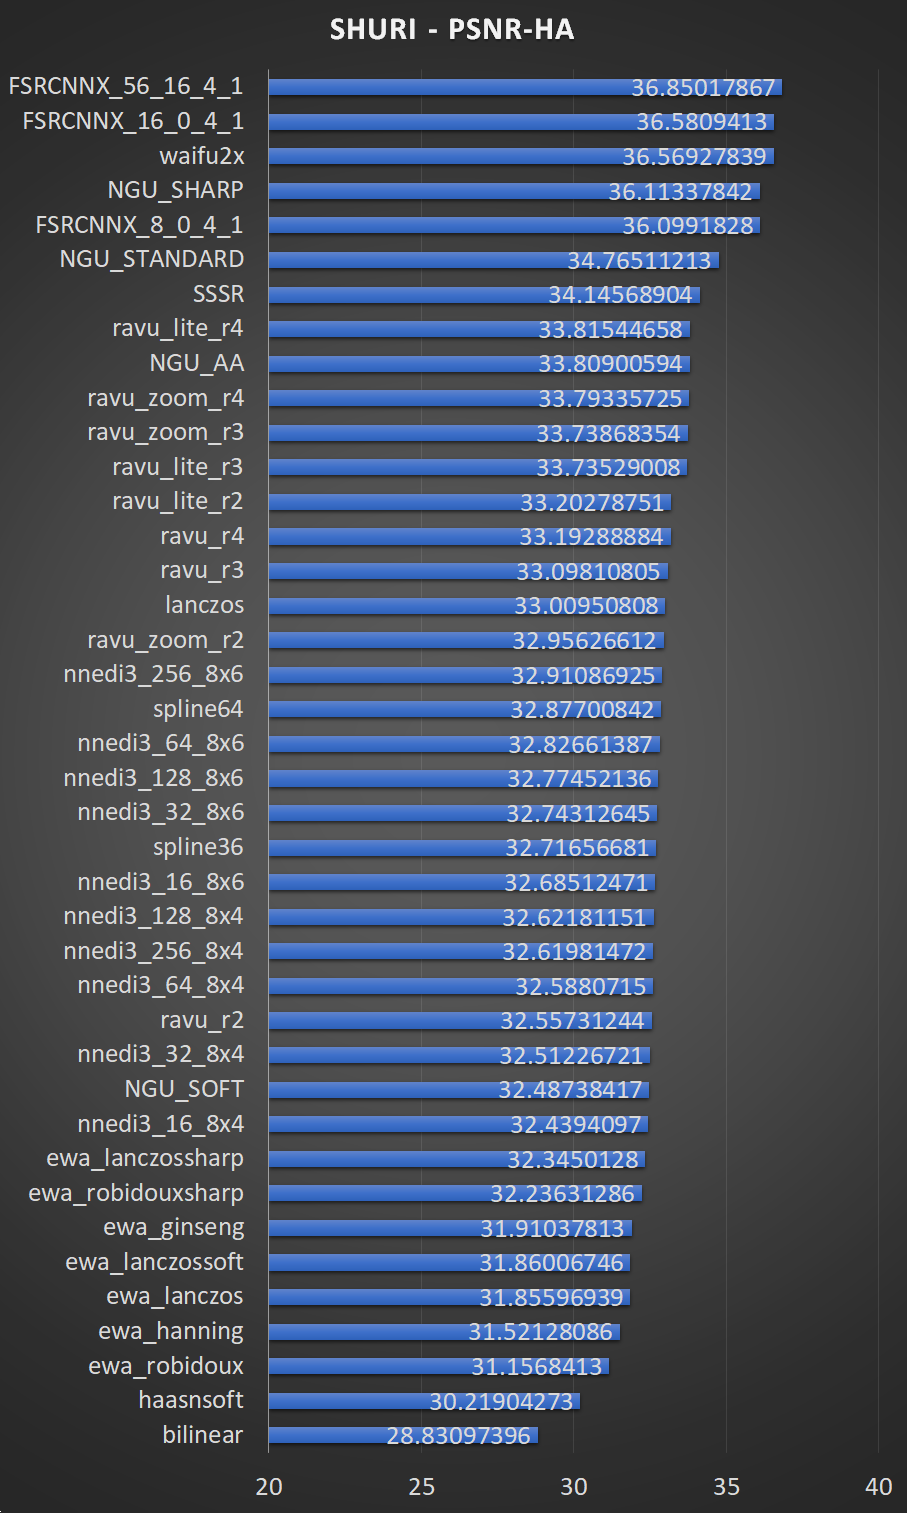 SHURI - PSNR-HA
FSRCNNX_56_16_4_1 36.85017867
FSRCNNX_16_0_4_1 36.5809413
waifu2x 36.56927839
NGU_SHARP 36.11337842
FSRCNNX_8_0_4_1 36.0991828
NGU_STANDARD 34.76511213
SSSR 34.14568904
ravu_lite_r4 33.81544658
NGU_AA 33.80900594
ravu_zoom_r4 33.79335725
ravu_zoom_r3 33.73868354
ravu_lite_r3 33.73529008
ravu_lite_r2 33.20278751
ravu_r4 33.19288884
ravu_r3 33.09810805
lanczos 33.00950808
ravu_zoom_r2 32.95626612
nnedi3_256_8x6 32.91086925
spline64 32.87700842
nnedi3_64_8x6 32.82661387
nnedi3_128_8x6 32.77452136
nnedi3_32_8x6 32.74312645
spline36 32.71656681
nnedi3_16_8x6 32.68512471
nnedi3_128_8x4 32.62181151
nnedi3_256_8x4 32.61981472
nnedi3_64_8x4 32.5880715
ravu_r2 32.55731244
nnedi3_32_8x4 32.51226721
NGU_SOFT 32.48738417
nnedi3_16_8x4 32.4394097
ewa_lanczossharp 32.3450128
ewa_robidouxsharp 32.23631286
ewa_ginseng 31.91037813
ewa_lanczossoft 31.86006746
ewa_lanczos 31.85596939
ewa_hanning 31.52128086
ewa_robidoux 31.1568413
haasnsoft 30.21904273
bilinear 28.83097396
20 25 30 35 40